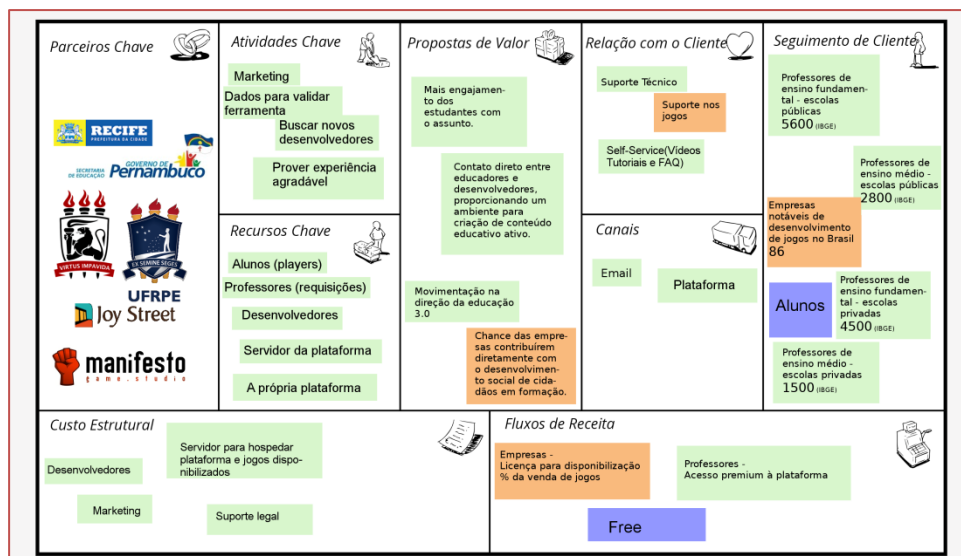 Parceiros Chave
RECIFE
PREFEITURA DA CIDADE
SECRETARIA
DE EDUCAÇÃO
GOVERNO DE
Pernambuco
VIRTUS IMPAVIDA
EX SEMINE SEGES
UFRPE
Joy Street
manifesto
game.studio
Atividades Chave
Marketing
Dados para validar
ferramenta
Buscar novos
desenvolvedores
Prover experiência
agradável
Recursos Chave
Alunos (players)
Professores (requisições)
Desenvolvedores
Servidor da plataforma
A própria plataforma
Propostas de Valor
Mais engajamen-
to dos
estudantes com
o assunto.
Contato direto entre
educadores e
desenvolvedores,
proporcionando um
ambiente para
criação de conteúdo
educativo ativo.
Movimentação na
direção da educação
3.0
Chance das empre-
sas contribuírem
diretamente com
o desenvolvimen-
to social de cida-
dãos em formação.
Relação com o Cliente
Suporte Técnico
Suporte nos
jogos
Self-Service(Vídeos
Tutoriais e FAQ)
Canais
Email
Plataforma
Seguimento de Cliente
Professores de
ensino fundamen-
tal - escolas
públicas
5600 (IBGE)
Professores de
ensino médio -
escolas públicas
2800 (IBGE)
Empresas
notáveis de
desenvolvimento
de jogos no Brasil
86
Alunos
Professores de
ensino fundamen-
tal - escolas
privadas
4500 (IBGE)
Professores de
ensino médio -
escolas privadas
1500 (IBGE)
Custo Estrutural
Desenvolvedores
Servidor para hospedar
plataforma e jogos dispo-
nibilizados
Marketing
Suporte legal
Fluxos de Receita
Empresas -
Licença para disponibilização
% da venda de jogos
Professores -
Acesso premium à plataforma
Free